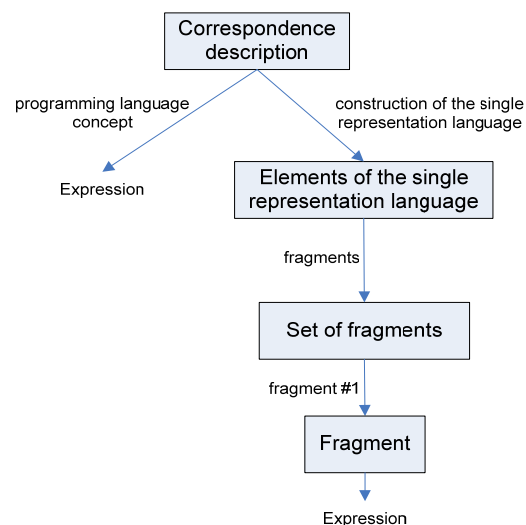 Correspondence
description
programming language
concept
construction of the single
representation language
Expression
Elements of the single
representation language
fragments
Set of fragments
fragment #1
Fragment
Expression